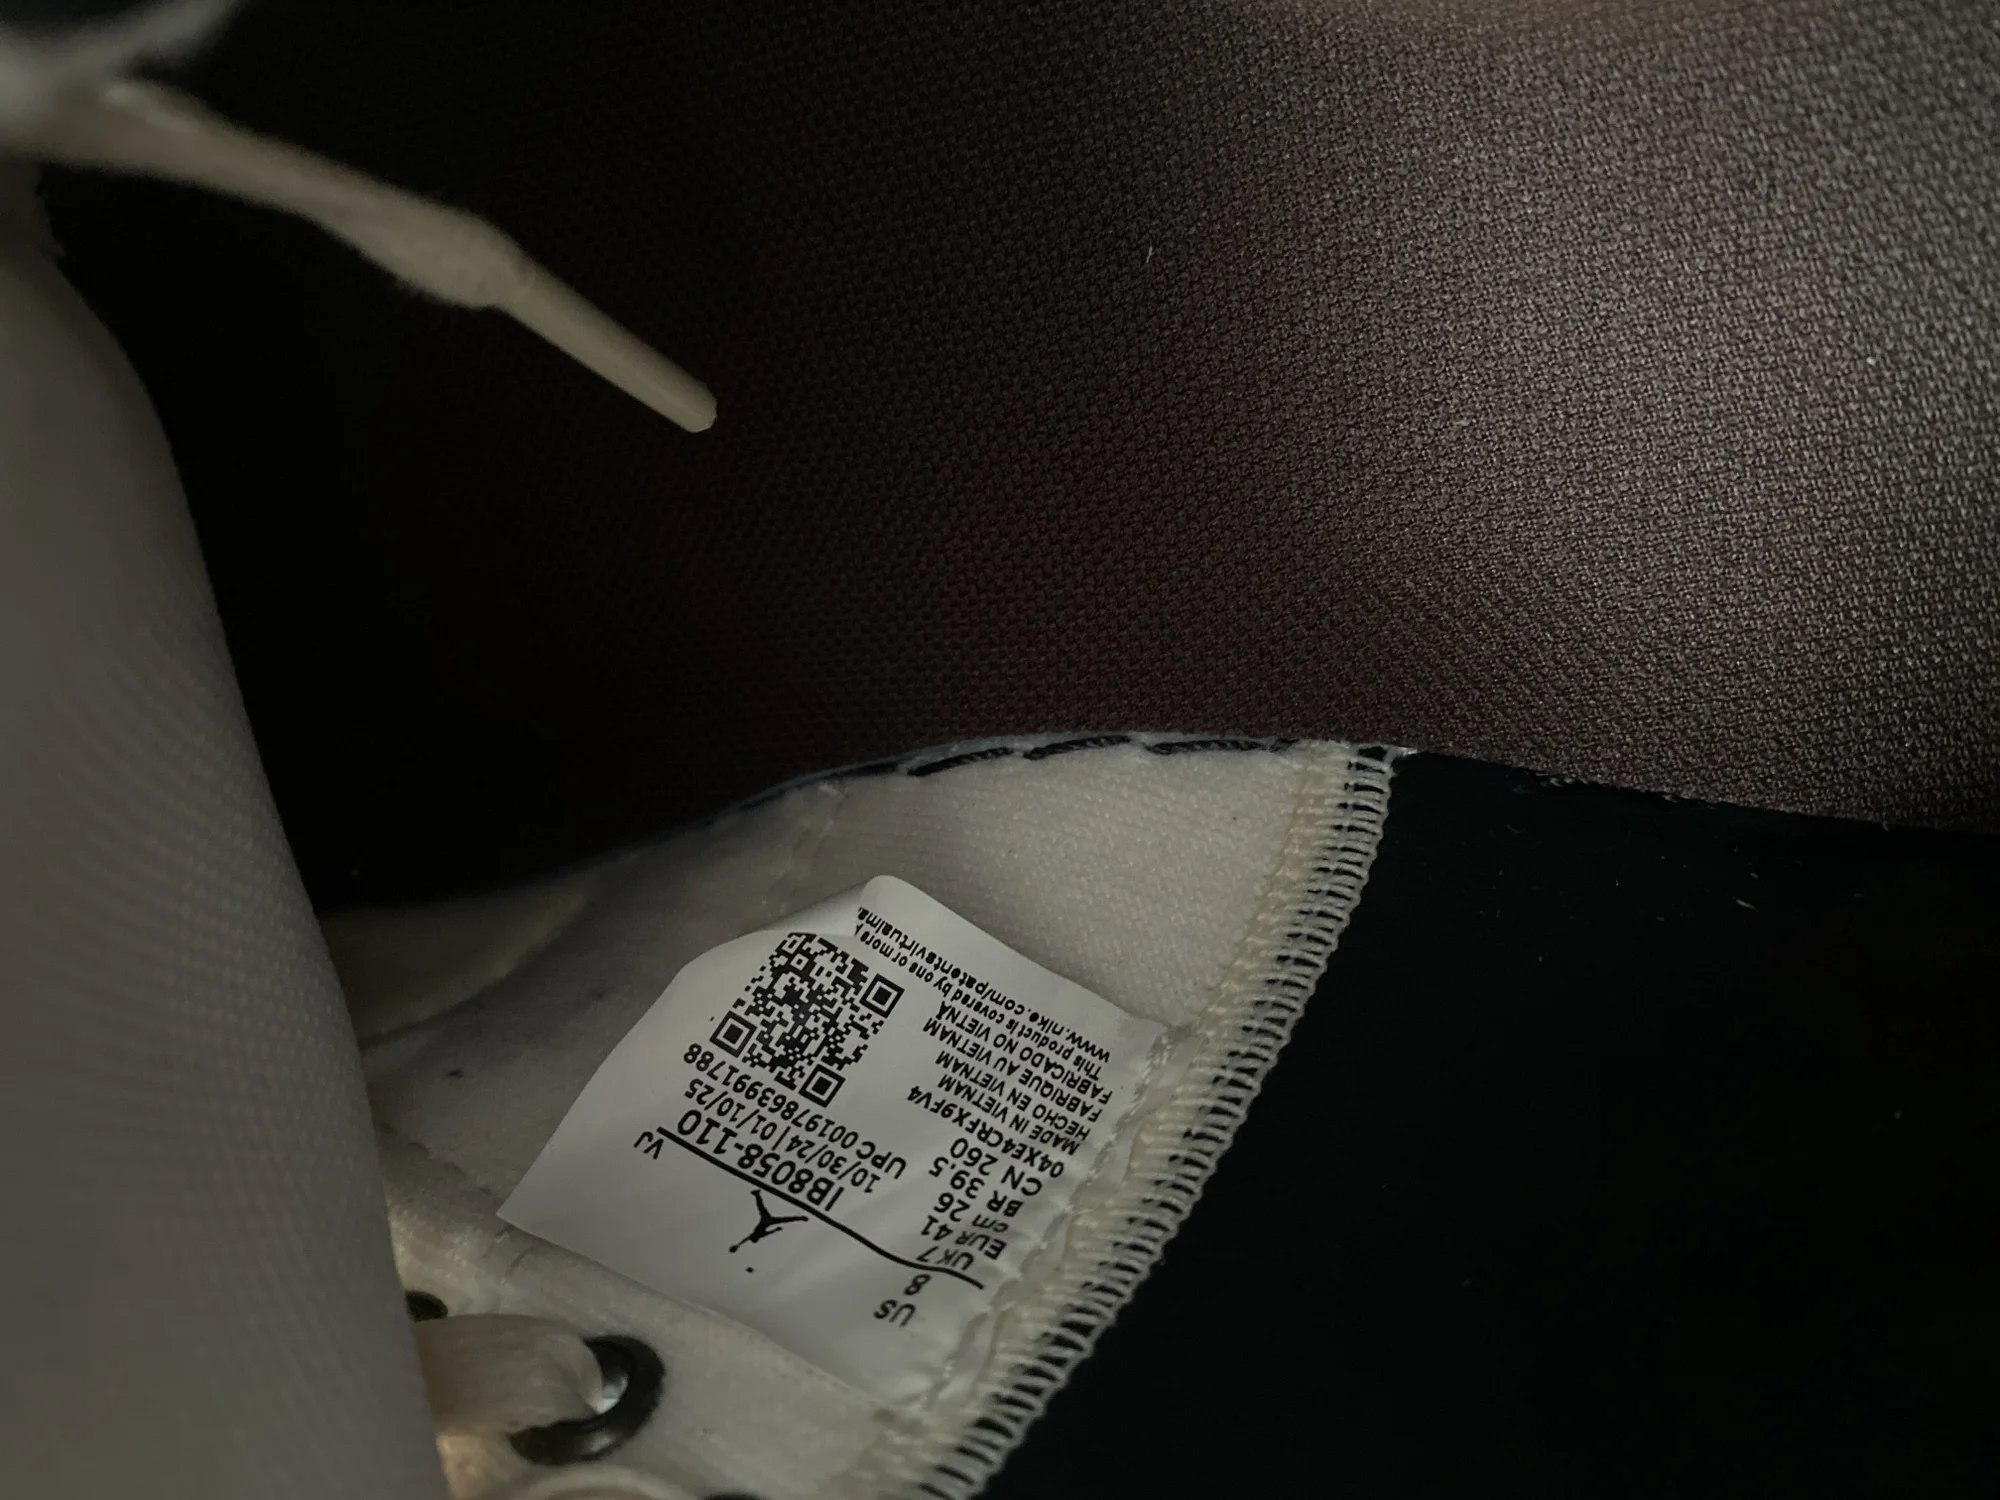 US
8
UK 7
EUR 41
cm 26
BR 39,5
CN 260
04XE4CRFX9FV4
MADE IN VIETNAM
HECHO EN VIETNAM
FABRIQUE AU VIETNAM
FABRICADO NO VIETNÃ
This product is covered by one or more
www.nike.com/patentsvirtualma
VJ
IB8058-110
10/30/24 | 01/10/25
UPC 00197863991788